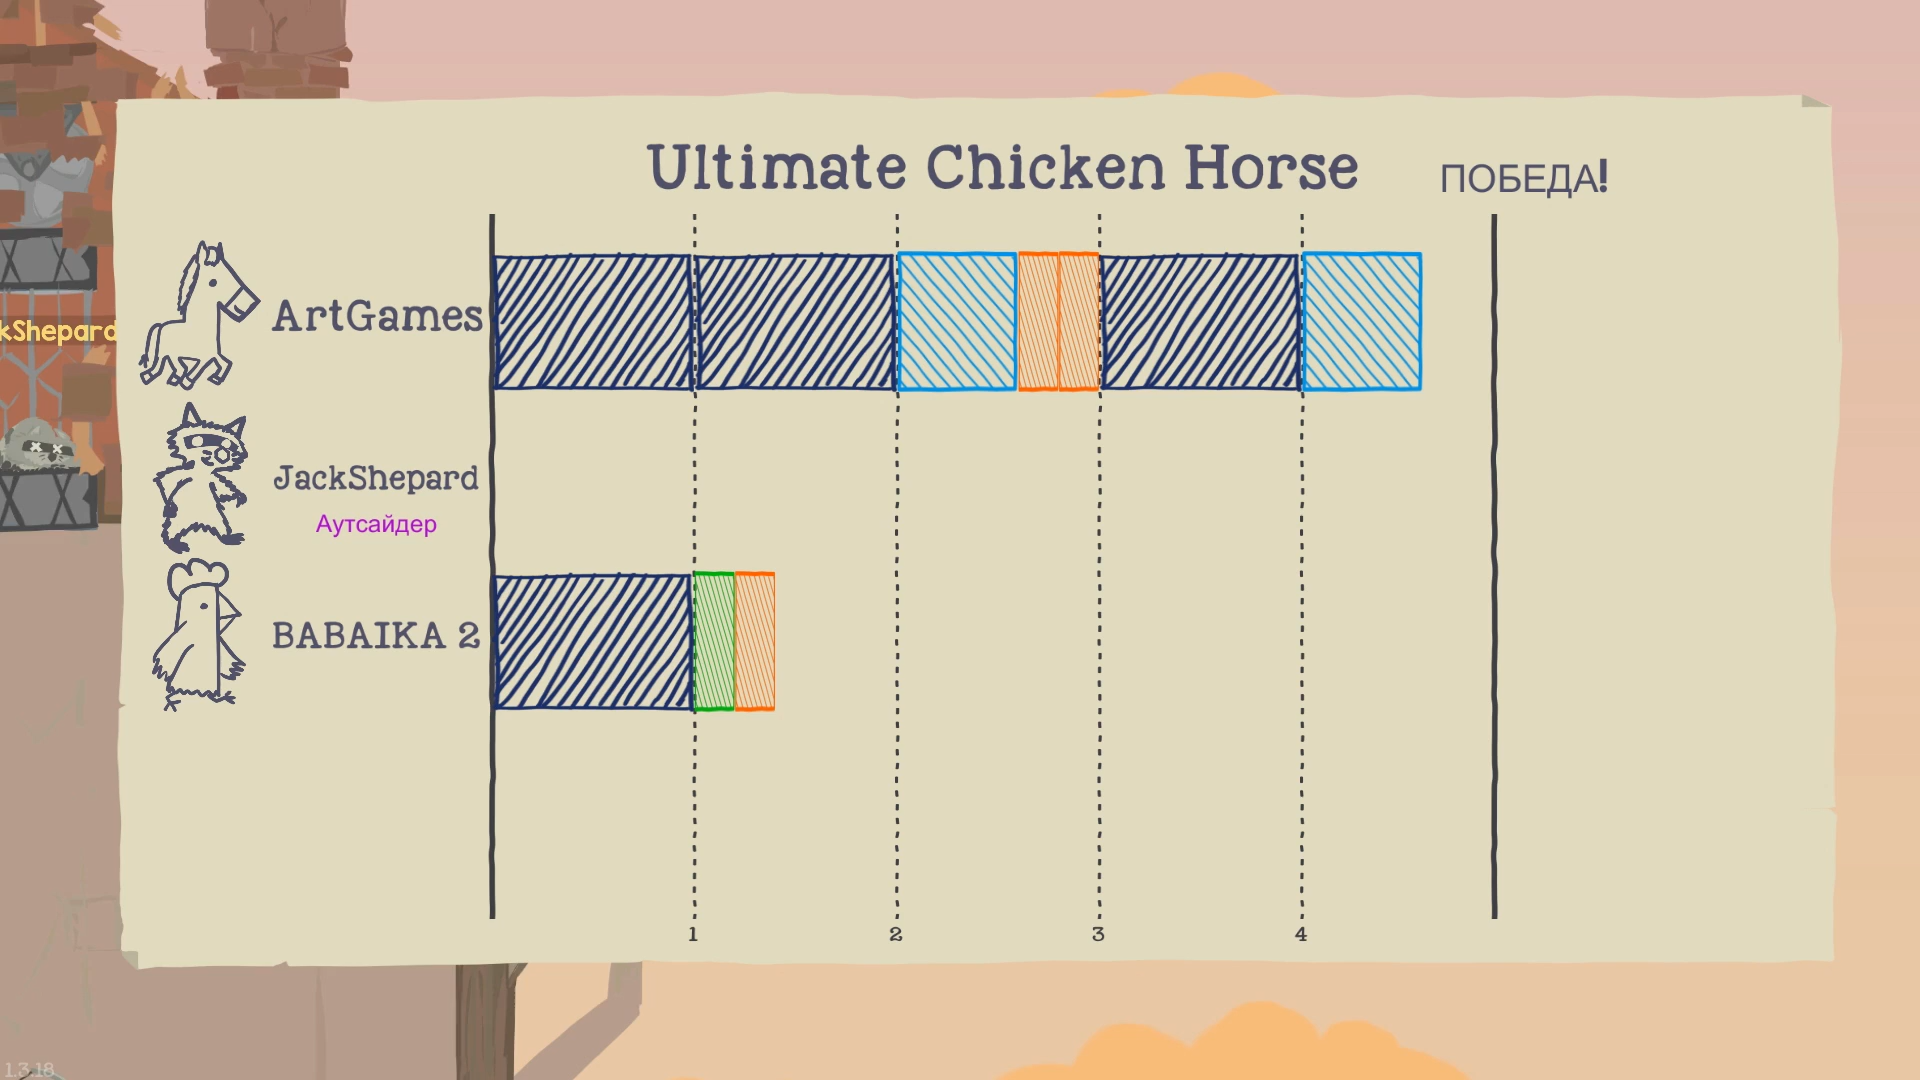 Ultimate Chicken Horse
ПОБЕДА!
ArtGames
kShepard
JackShepard
Аутсайдер
BABAIKA 2
1 2 3 4
1.3.18